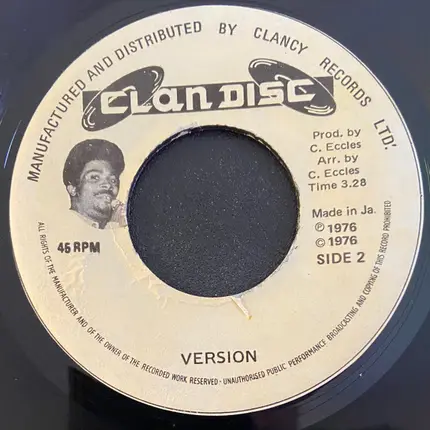 MANUFACTURED AND DISTRIBUTED BY CLANCY RECORDS LTD'.
CLAN DISC
Prod. by
C. Eccles
Arr. by
C. Eccles
Time 3.28
Made in Ja.
℗ 1976
© 1976
SIDE 2
45 RPM
VERSION
ALL RIGHTS OF THE MANUFACTURER AND OF THE OWNER OF THE RECORDED WORK RESERVED - UNAUTHORISED PUBLIC PERFORMANCE BROADCASTING AND COPYING OF THIS RECORD PROHIBITED